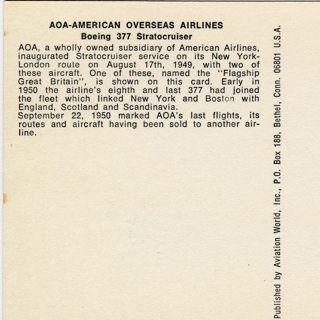 AOA-AMERICAN OVERSEAS AIRLINES
Boeing 377 Stratocruiser
AOA, a wholly owned subsidiary of American Airlines,
inaugurated Stratocruiser service on its New York-
London route on August 17th, 1949, with two of
these aircraft. One of these, named the "Flagship
Great Britain", is shown on this card. Early in
1950 the airline's eighth and last 377 had joined
the fleet which linked New York and Boston with
England, Scotland and Scandinavia.
September 22, 1950 marked AOA's last flights, its
routes and aircraft having been sold to another air-
line.
Published by Aviation World, Inc., P.O. Box 188, Bethel, Conn. 06801 U.S.A.